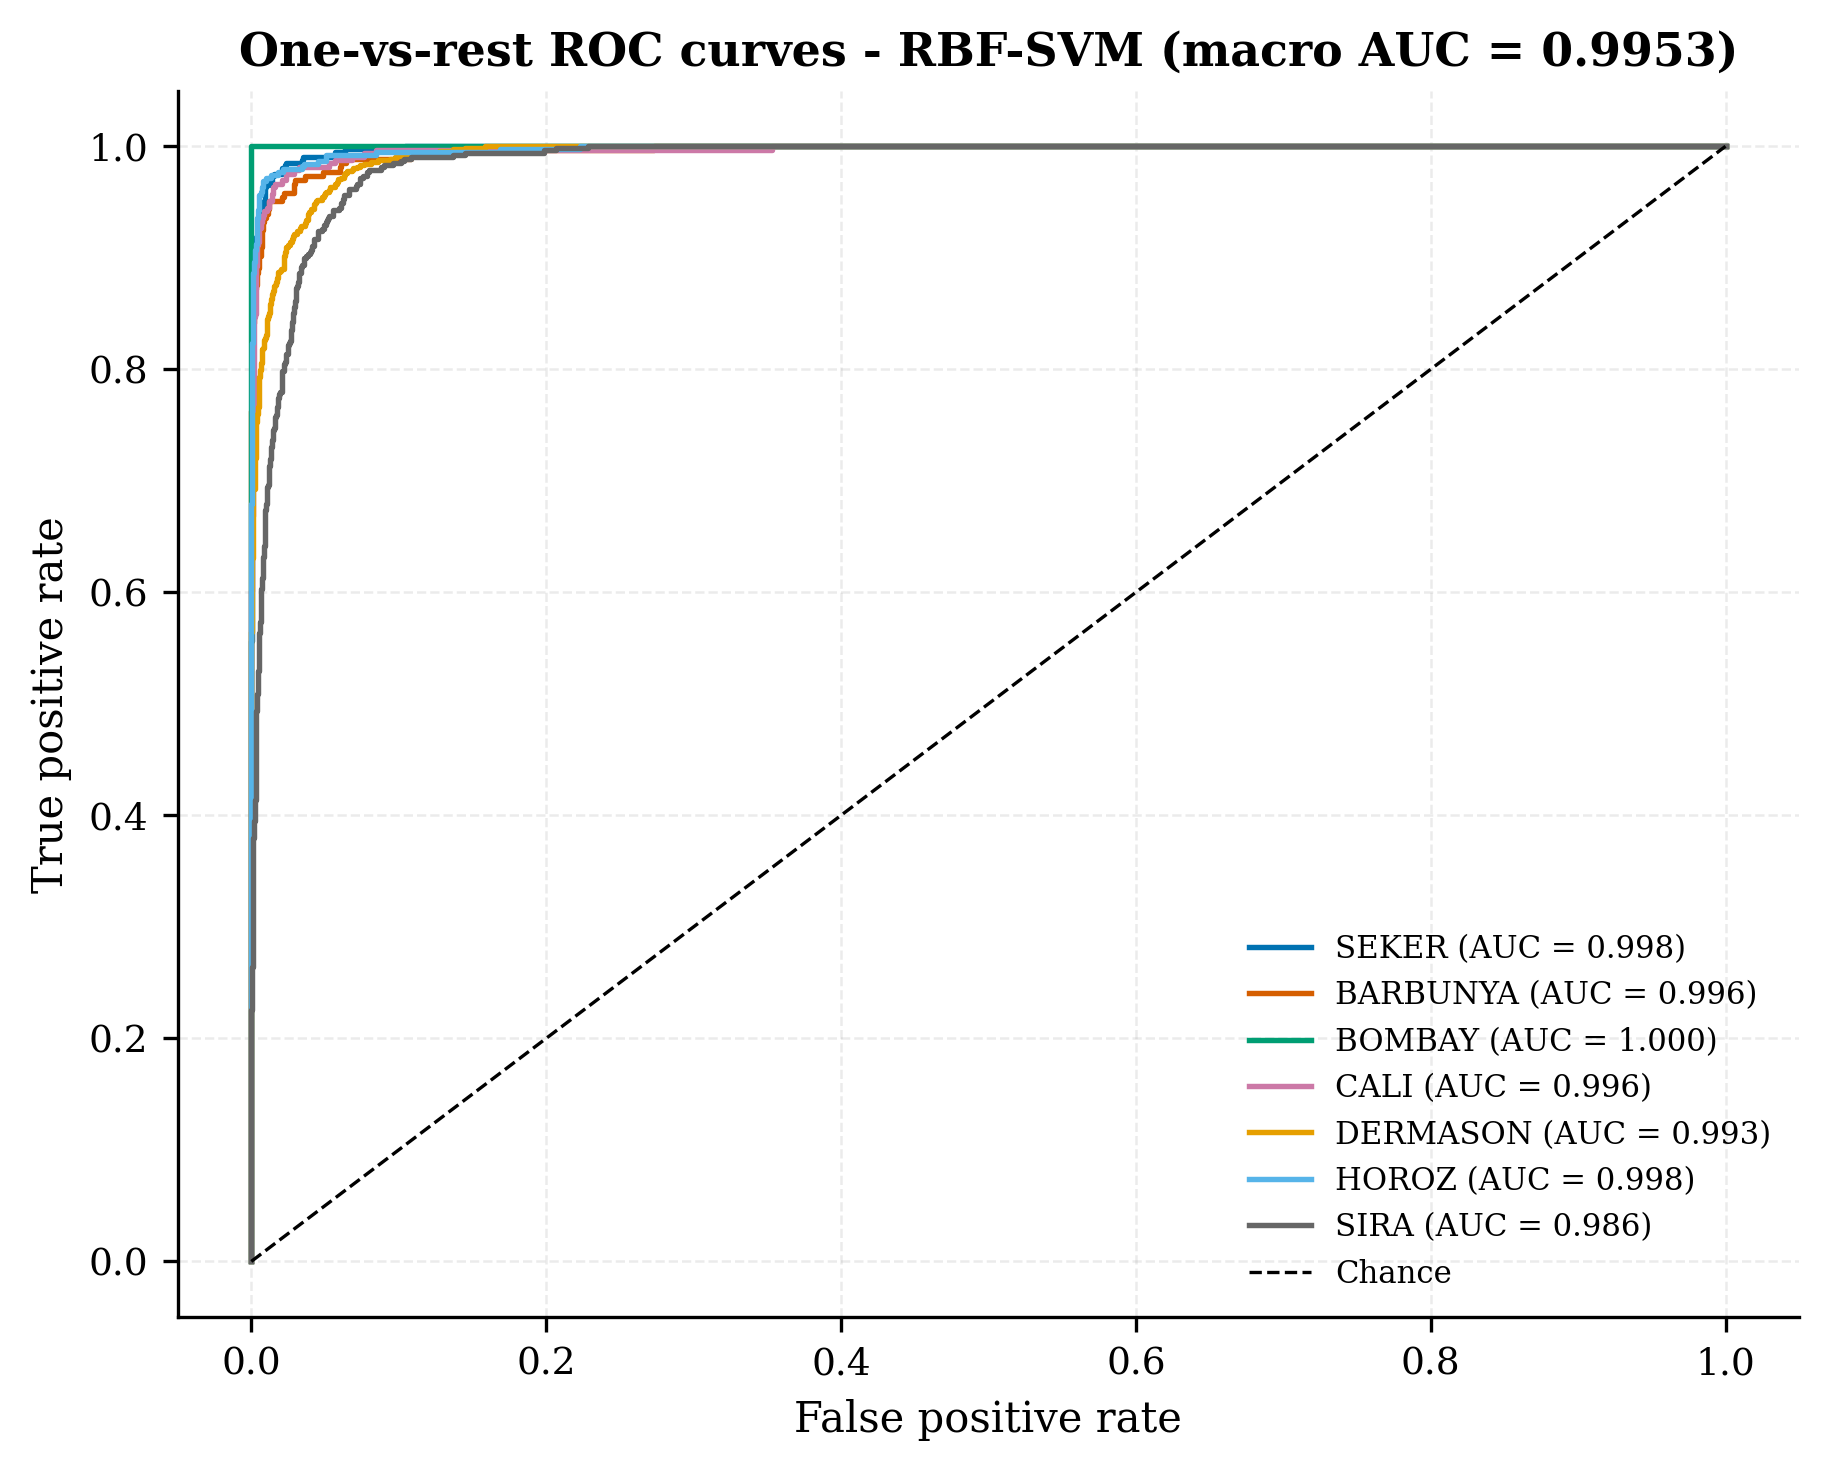 One-vs-rest ROC curves - RBF-SVM (macro AUC = 0.9953)
True positive rate
1.0
0.8
0.6
0.4
0.2
0.0
SEKER (AUC = 0.998)
BARBUNYA (AUC = 0.996)
BOMBAY (AUC = 1.000)
CALI (AUC = 0.996)
DERMASON (AUC = 0.993)
HOROZ (AUC = 0.998)
SIRA (AUC = 0.986)
Chance
0.0 0.2 0.4 0.6 0.8 1.0
False positive rate